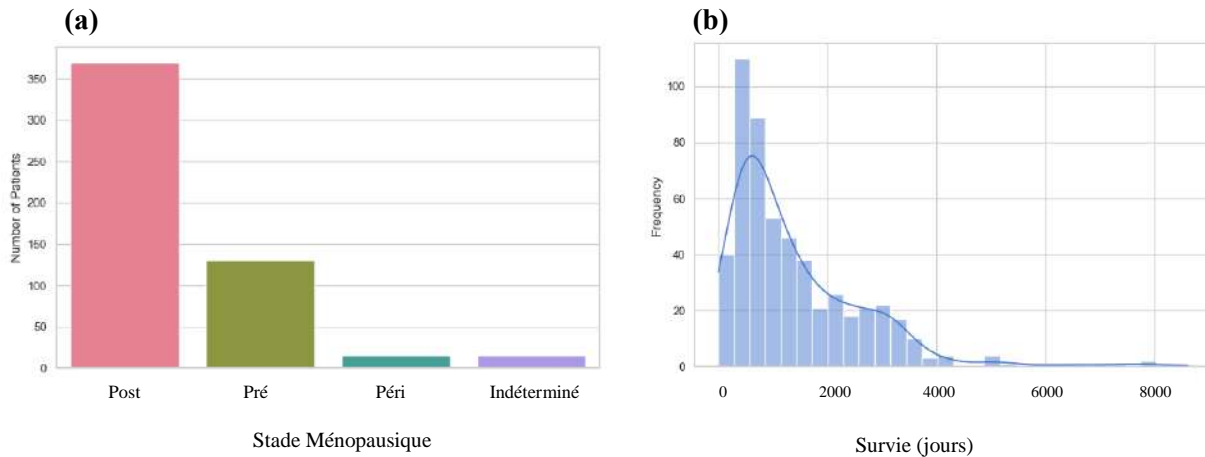 (a)
Number of Patients
350
300
250
200
150
100
50
0
Post Pré Péri Indéterminé
Stade Ménopausique
(b)
Frequency
100
80
60
40
20
0
0 2000 4000 6000 8000
Survie (jours)